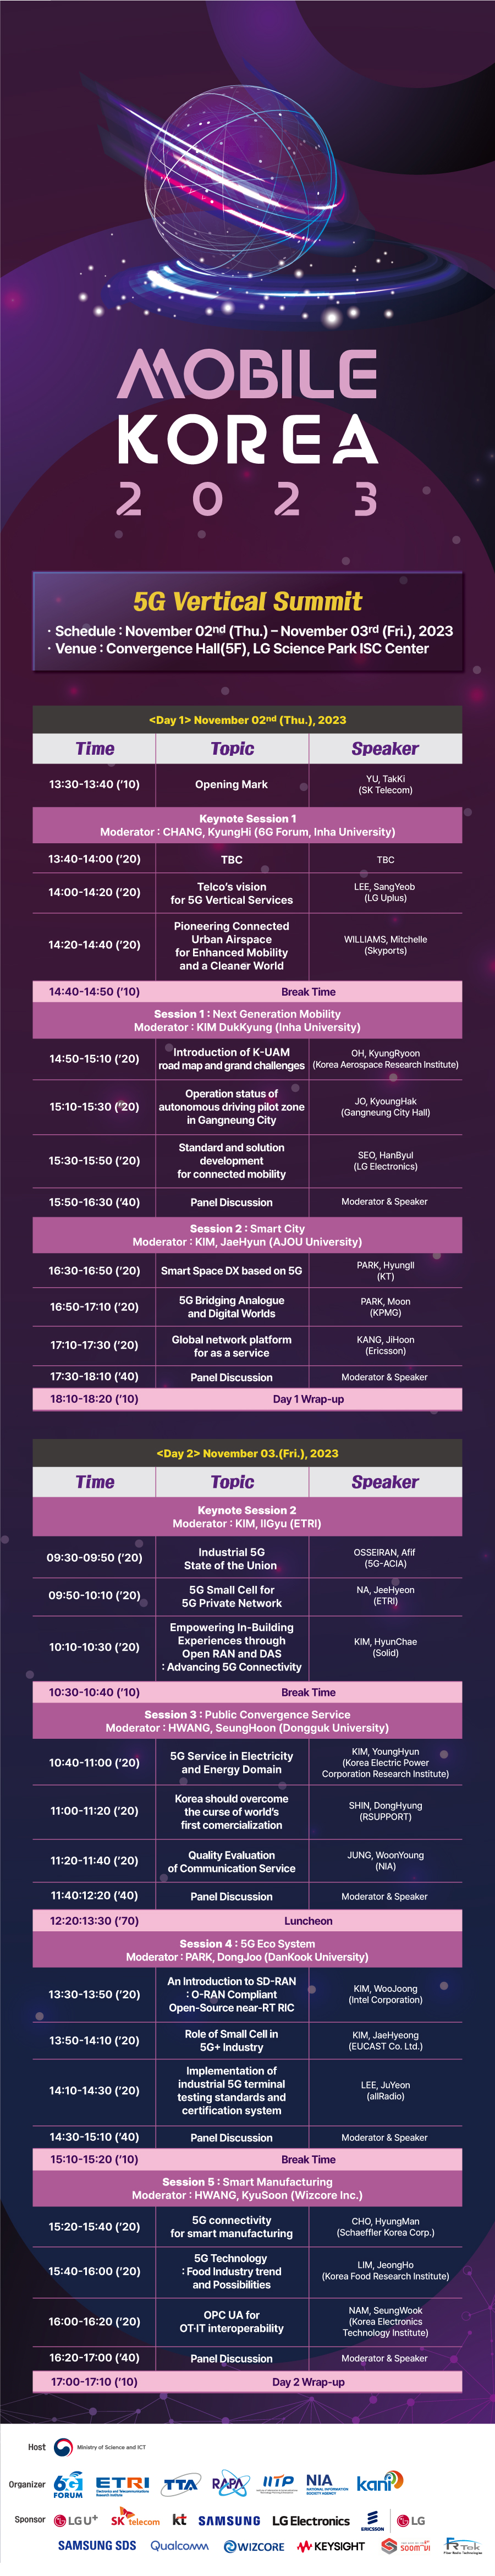 MOBILE
KOREA
2 0 2 3
5G Vertical Summit
· Schedule : November 02nd (Thu.) – November 03rd (Fri.), 2023
· Venue : Convergence Hall(5F), LG Science Park ISC Center
<Day 1> November 02nd (Thu.), 2023
Time Topic Speaker
13:30-13:40 (’10) Opening Mark YU, TakKi
(SK Telecom)
Keynote Session 1
Moderator : CHANG, KyungHi (6G Forum, Inha University)
13:40-14:00 (’20) TBC TBC
14:00-14:20 (’20) Telco’s vision
for 5G Vertical Services
LEE, SangYeob
(LG Uplus)
14:20-14:40 (’20) Pioneering Connected
Urban Airspace
for Enhanced Mobility
and a Cleaner World
WILLIAMS, Mitchelle
(Skyports)
14:40-14:50 (’10) Break Time
Session 1 : Next Generation Mobility
Moderator : KIM DukKyung (Inha University)
14:50-15:10 (’20) Introduction of K-UAM
road map and grand challenges
OH, KyungRyoon
(Korea Aerospace Research Institute)
15:10-15:30 (’20) Operation status of
autonomous driving pilot zone
in Gangneung City
JO, KyoungHak
(Gangneung City Hall)
15:30-15:50 (’20) Standard and solution
development
for connected mobility
SEO, HanByul
(LG Electronics)
15:50-16:30 (’40) Panel Discussion Moderator & Speaker
Session 2 : Smart City
Moderator : KIM, JaeHyun (AJOU University)
16:30-16:50 (’20) Smart Space DX based on 5G PARK, HyungIl
(KT)
16:50-17:10 (’20) 5G Bridging Analogue
and Digital Worlds
PARK, Moon
(KPMG)
17:10-17:30 (’20) Global network platform
for as a service
KANG, JiHoon
(Ericsson)
17:30-18:10 (’40) Panel Discussion Moderator & Speaker
18:10-18:20 (’10) Day 1 Wrap-up
<Day 2> November 03.(Fri.), 2023
Time Topic Speaker
Keynote Session 2
Moderator : KIM, IlGyu (ETRI)
09:30-09:50 (’20) Industrial 5G
State of the Union
OSSEIRAN, Afif
(5G-ACIA)
09:50-10:10 (’20) 5G Small Cell for
5G Private Network
NA, JeeHyeon
(ETRI)
10:10-10:30 (’20) Empowering In-Building
Experiences through
Open RAN and DAS
: Advancing 5G Connectivity
KIM, HyunChae
(Solid)
10:30-10:40 (’10) Break Time
Session 3 : Public Convergence Service
Moderator : HWANG, SeungHoon (Dongguk University)
10:40-11:00 (’20) 5G Service in Electricity
and Energy Domain
KIM, YoungHyun
(Korea Electric Power
Corporation Research Institute)
11:00-11:20 (’20) Korea should overcome
the curse of world’s
first comercialization
SHIN, DongHyung
(RSUPPORT)
11:20-11:40 (’20) Quality Evaluation
of Communication Service
JUNG, WoonYoung
(NIA)
11:40:12:20 (’40) Panel Discussion Moderator & Speaker
12:20:13:30 (’70) Luncheon
Session 4 : 5G Eco System
Moderator : PARK, DongJoo (DanKook University)
13:30-13:50 (’20) An Introduction to SD-RAN
: O-RAN Compliant
Open-Source near-RT RIC
KIM, WooJoong
(Intel Corporation)
13:50-14:10 (’20) Role of Small Cell in
5G+ Industry
KIM, JaeHyeong
(EUCAST Co. Ltd.)
14:10-14:30 (’20) Implementation of
industrial 5G terminal
testing standards and
certification system
LEE, JuYeon
(allRadio)
14:30-15:10 (’40) Panel Discussion Moderator & Speaker
15:10-15:20 (’10) Break Time
Session 5 : Smart Manufacturing
Moderator : HWANG, KyuSoon (Wizcore Inc.)
15:20-15:40 (’20) 5G connectivity
for smart manufacturing
CHO, HyungMan
(Schaeffler Korea Corp.)
15:40-16:00 (’20) 5G Technology
: Food Industry trend
and Possibilities
LIM, JeongHo
(Korea Food Research Institute)
16:00-16:20 (’20) OPC UA for
OT·IT interoperability
NAM, SeungWook
(Korea Electronics
Technology Institute)
16:20-17:00 (’40) Panel Discussion Moderator & Speaker
17:00-17:10 (’10) Day 2 Wrap-up
Host Ministry of Science and ICT
Organizer 6G FORUM ETRI TTA RAPA IITP NIA kani
Sponsor LG U+ SK telecom kt SAMSUNG LG Electronics ERICSSON LG
SAMSUNG SDS Qualcomm WIZCORE KEYSIGHT SOOM VI FRTek